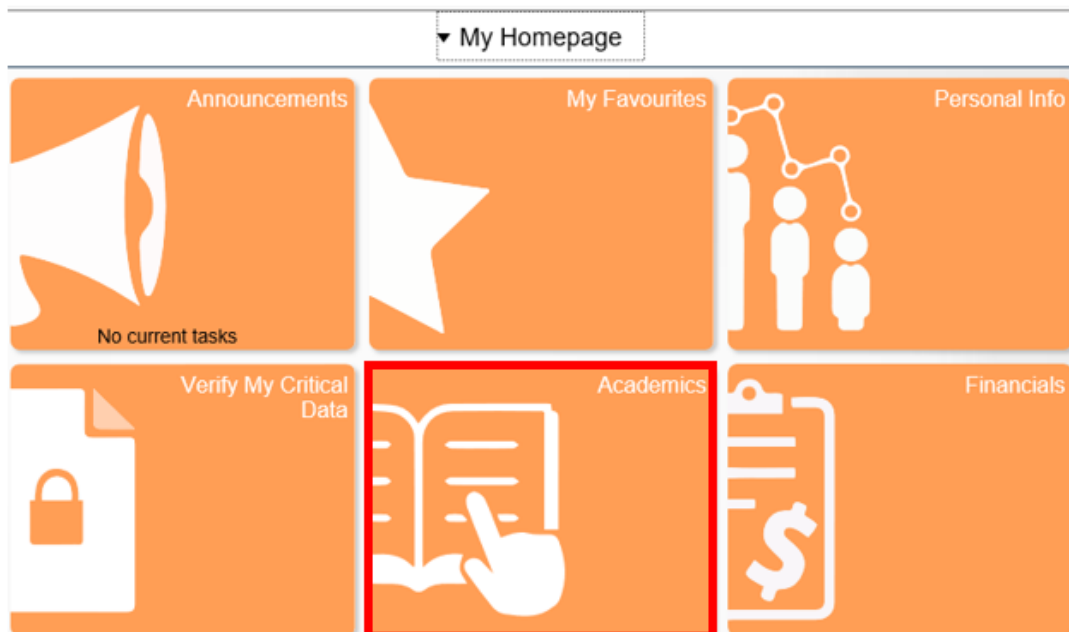 My Homepage
Announcements
My Favourites
Personal Info
No current tasks
Verify My Critical
Data
Academics
Financials
$